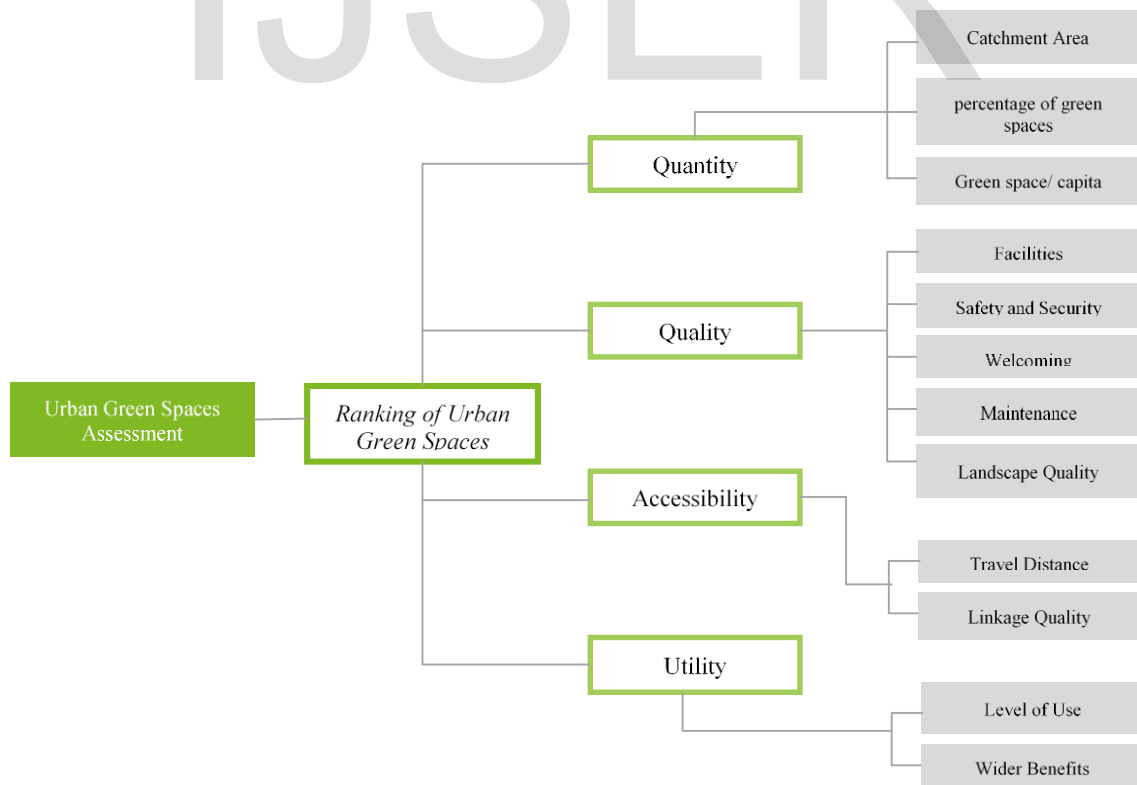 IJSER
Catchment Area
percentage of green
spaces
Quantity
Green space/ capita
Facilities
Safety and Security
Quality
Welcoming
Urban Green Spaces
Assessment
Ranking of Urban
Green Spaces
Maintenance
Landscape Quality
Accessibility
Travel Distance
Linkage Quality
Utility
Level of Use
Wider Benefits